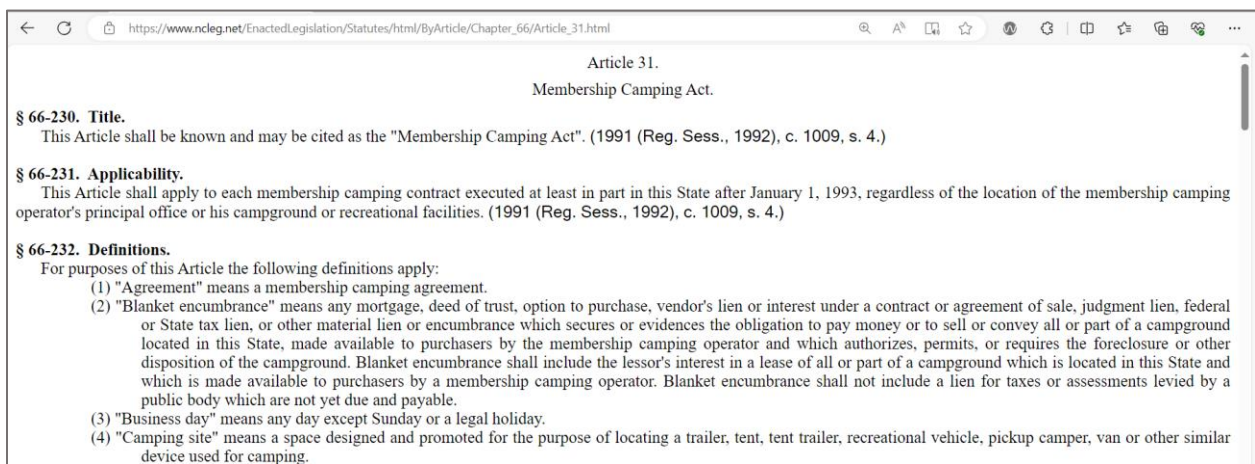 https://www.ncleg.net/EnactedLegislation/Statutes/html/ByArticle/Chapter_66/Article_31.html
Article 31.
Membership Camping Act.
§ 66-230. Title.
This Article shall be known and may be cited as the "Membership Camping Act". (1991 (Reg. Sess., 1992), c. 1009, s. 4.)
§ 66-231. Applicability.
This Article shall apply to each membership camping contract executed at least in part in this State after January 1, 1993, regardless of the location of the membership camping
operator's principal office or his campground or recreational facilities. (1991 (Reg. Sess., 1992), c. 1009, s. 4.)
§ 66-232. Definitions.
For purposes of this Article the following definitions apply:
(1) "Agreement" means a membership camping agreement.
(2) "Blanket encumbrance" means any mortgage, deed of trust, option to purchase, vendor's lien or interest under a contract or agreement of sale, judgment lien, federal
or State tax lien, or other material lien or encumbrance which secures or evidences the obligation to pay money or to sell or convey all or part of a campground
located in this State, made available to purchasers by the membership camping operator and which authorizes, permits, or requires the foreclosure or other
disposition of the campground. Blanket encumbrance shall include the lessor's interest in a lease of all or part of a campground which is located in this State and
which is made available to purchasers by a membership camping operator. Blanket encumbrance shall not include a lien for taxes or assessments levied by a
public body which are not yet due and payable.
(3) "Business day" means any day except Sunday or a legal holiday.
(4) "Camping site" means a space designed and promoted for the purpose of locating a trailer, tent, tent trailer, recreational vehicle, pickup camper, van or other similar
device used for camping.